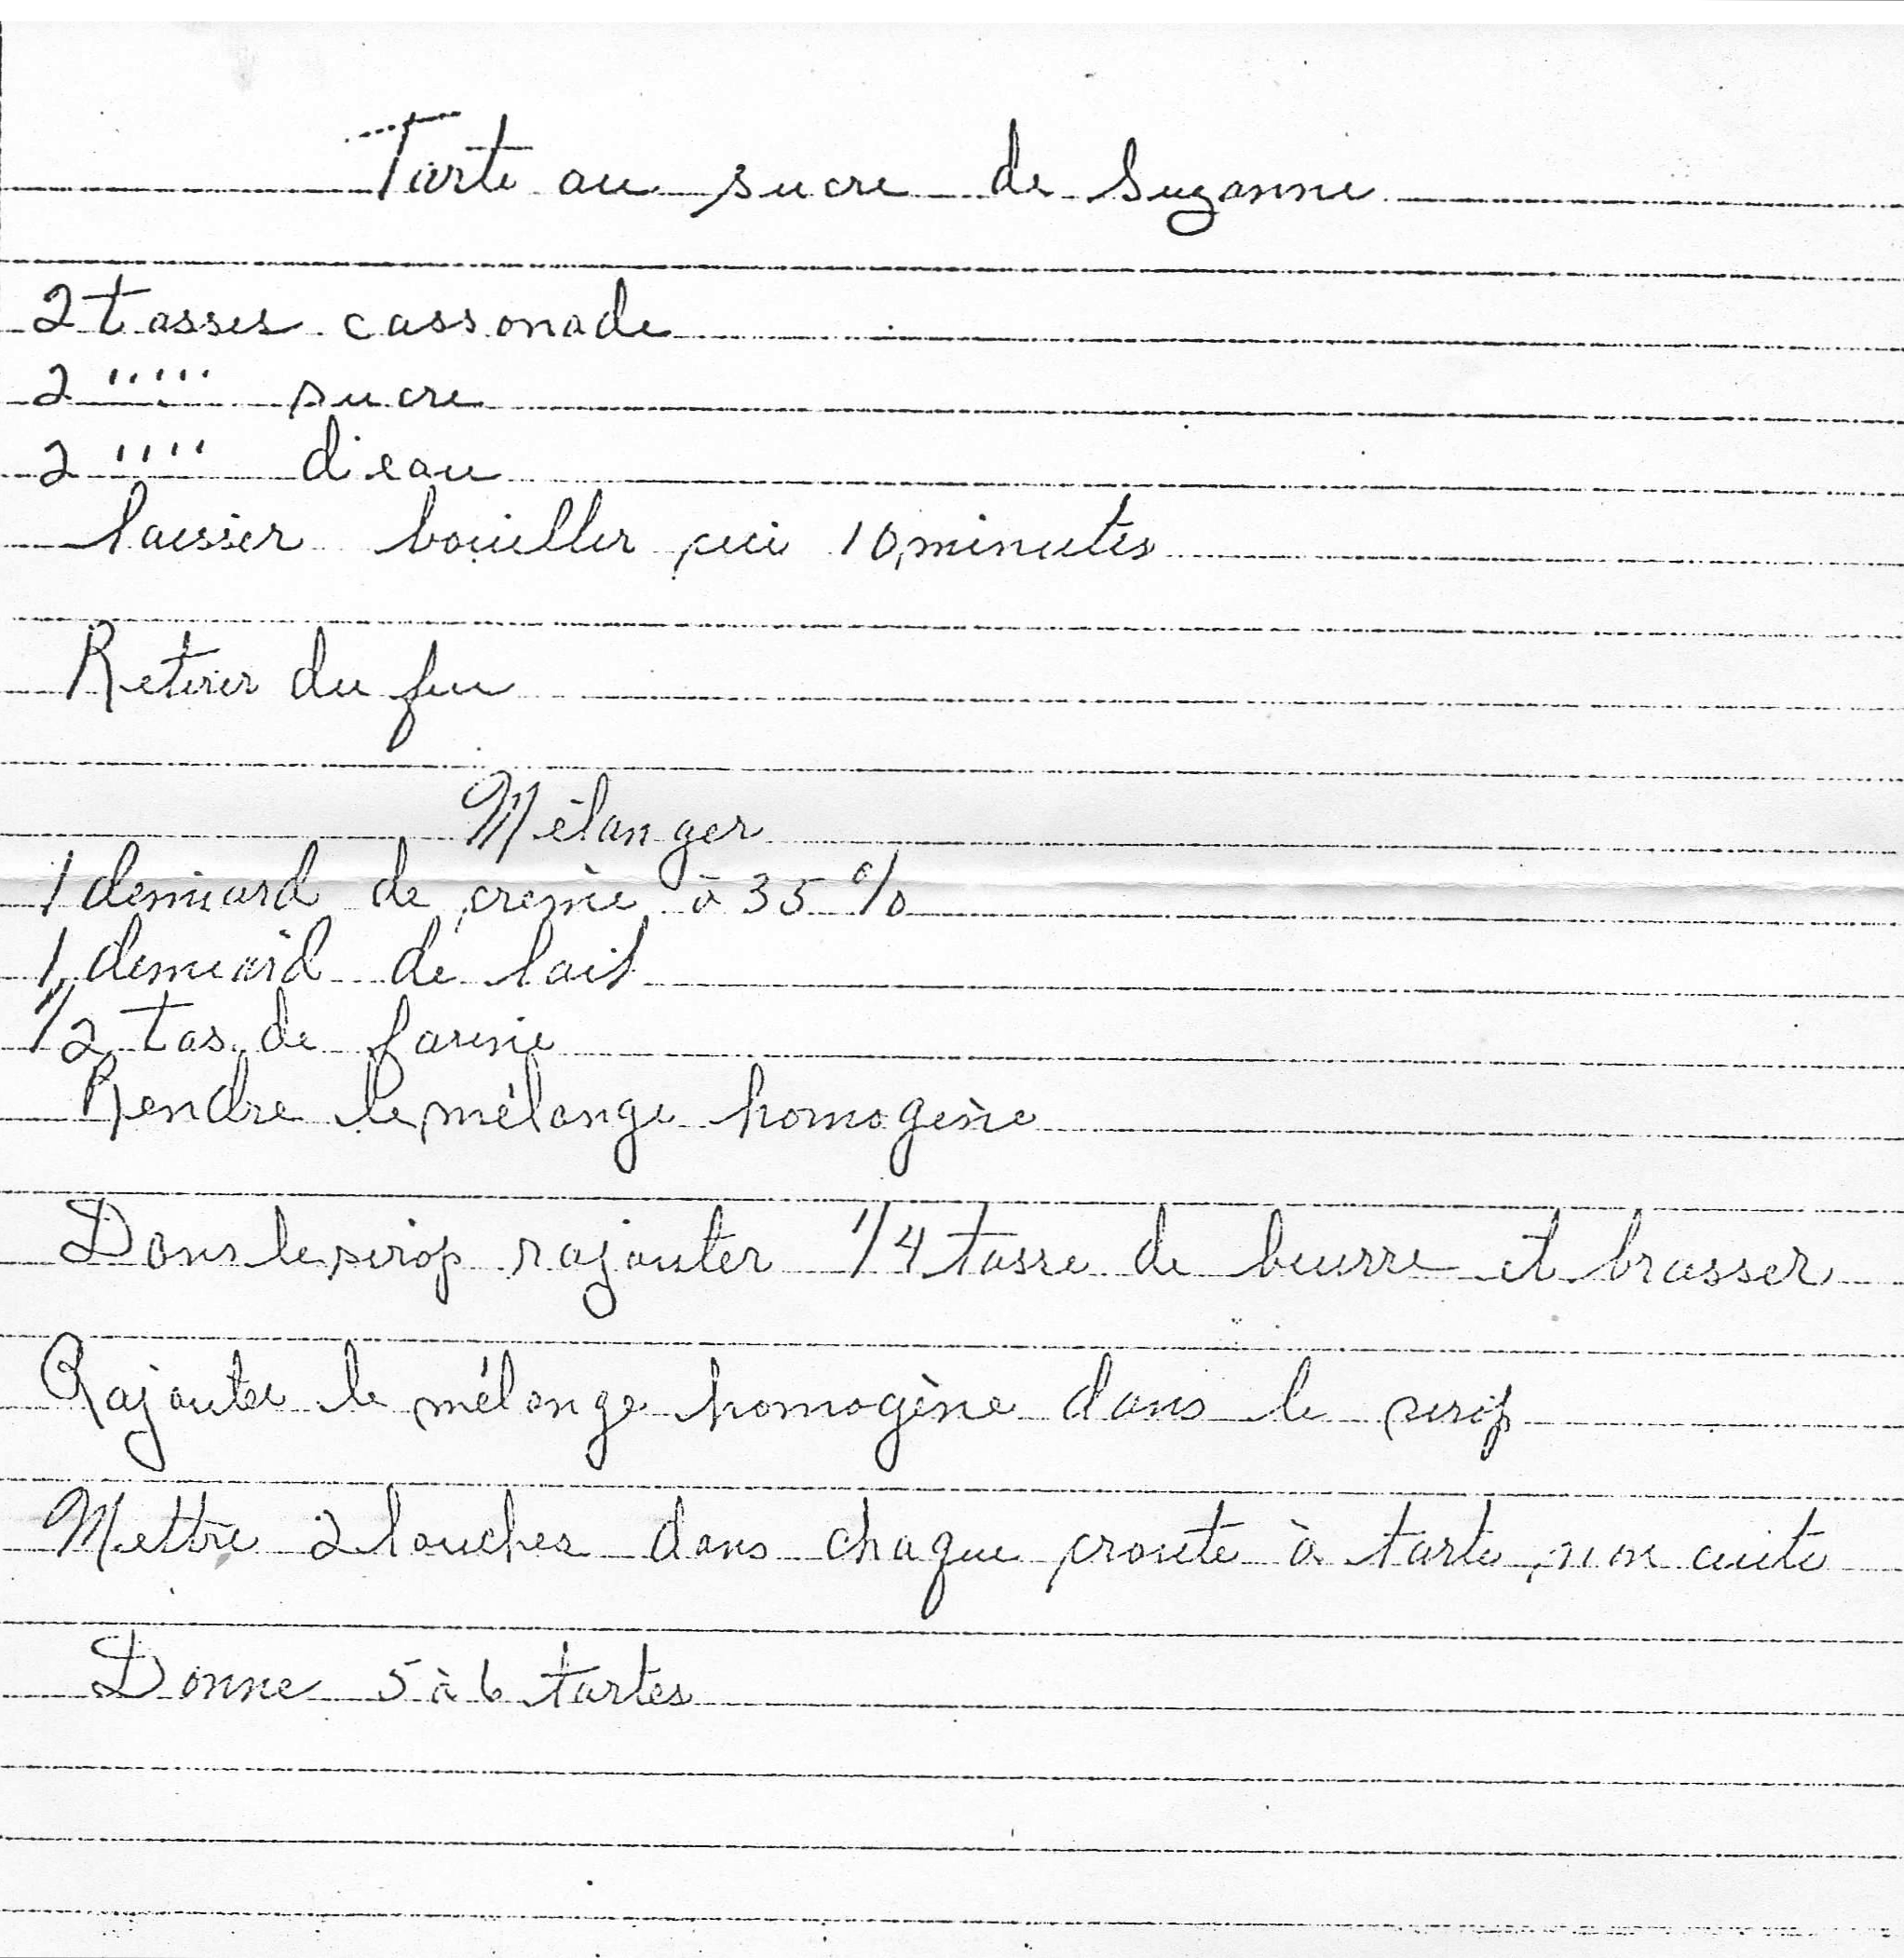 Tarte au sucre de Suzanne
2 tasses cassonade
2 ''''' sucre
2 '''' d'eau
laisser bouiller ceci 10 minutes
Retirer du feu
Mélanger
1 demiard de crème à 35 %
1 demiard de lait
1/2 tas. de farine
Rendre le mélange homogène
Dans le sirop rajouter 1/4 tasse de beurre et brasser
Rajouter le mélange homogène dans le sirop
Mettre 2 louches dans chaque croute à tarte non cuite
Donne 5 à 6 tartes